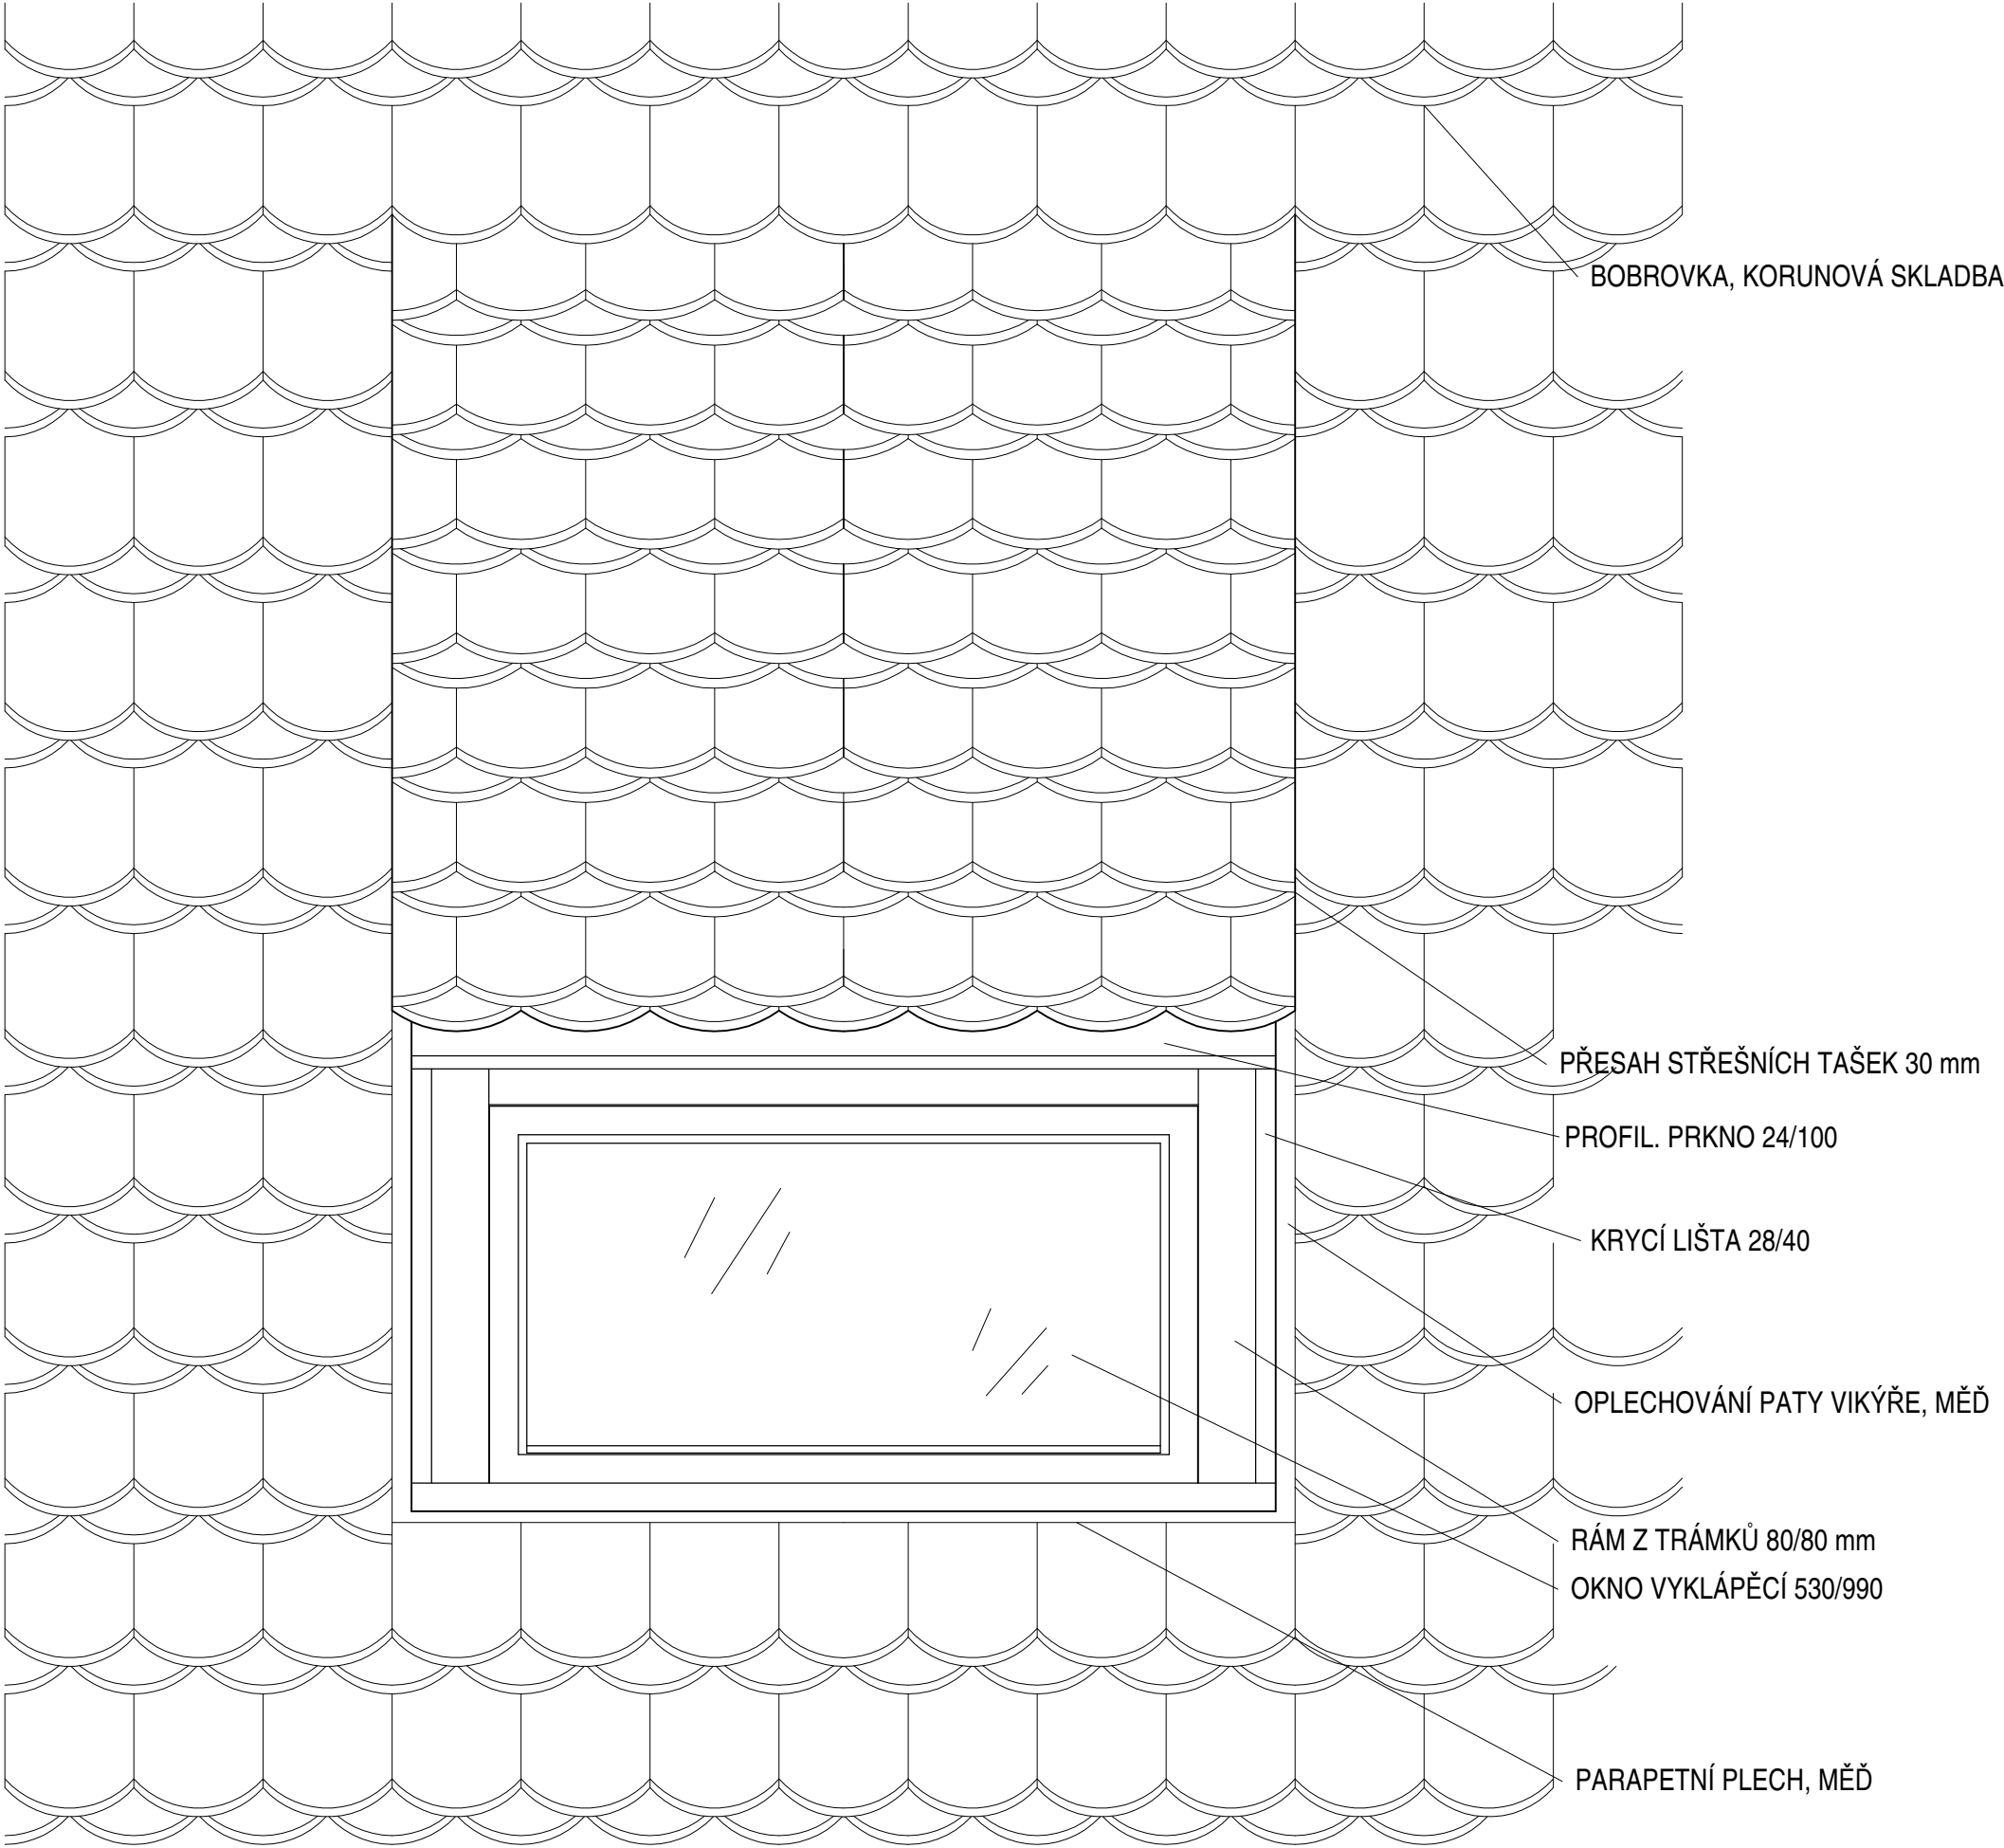 BOBROVKA, KORUNOVÁ SKLADBA
PŘESAH STŘEŠNÍCH TAŠEK 30 mm
PROFIL. PRKNO 24/100
KRYCÍ LIŠTA 28/40
OPLECHOVÁNÍ PATY VIKÝŘE, MĚĎ
RÁM Z TRÁMKŮ 80/80 mm
OKNO VYKLÁPĚCÍ 530/990
PARAPETNÍ PLECH, MĚĎ